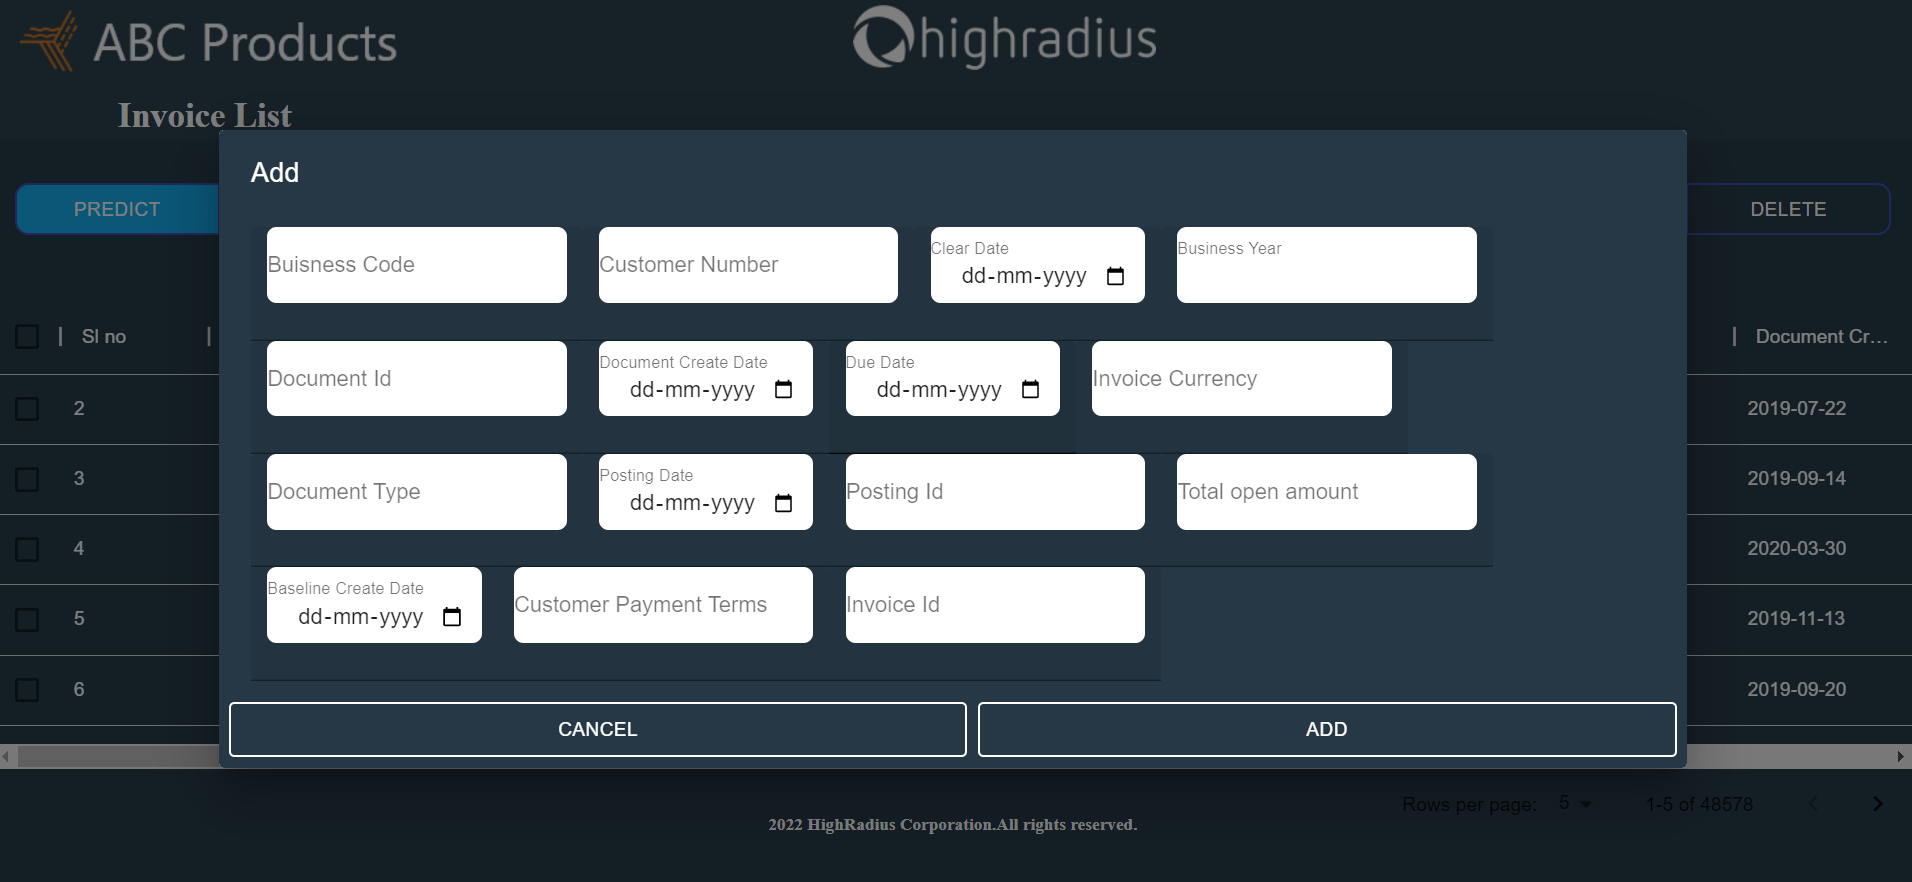 ABC Products
highradius
Invoice List
Add
PREDICT
DELETE
Buisness Code
Customer Number
Clear Date
dd-mm-yyyy
Business Year
Sl no
Document Cr...
Document Id
Document Create Date
dd-mm-yyyy
Due Date
dd-mm-yyyy
Invoice Currency
2
2019-07-22
3
2019-09-14
Document Type
Posting Date
dd-mm-yyyy
Posting Id
Total open amount
4
2020-03-30
Baseline Create Date
dd-mm-yyyy
Customer Payment Terms
Invoice Id
5
2019-11-13
6
2019-09-20
CANCEL
ADD
Rows per page: 5 1-5 of 48578
2022 HighRadius Corporation.All rights reserved.